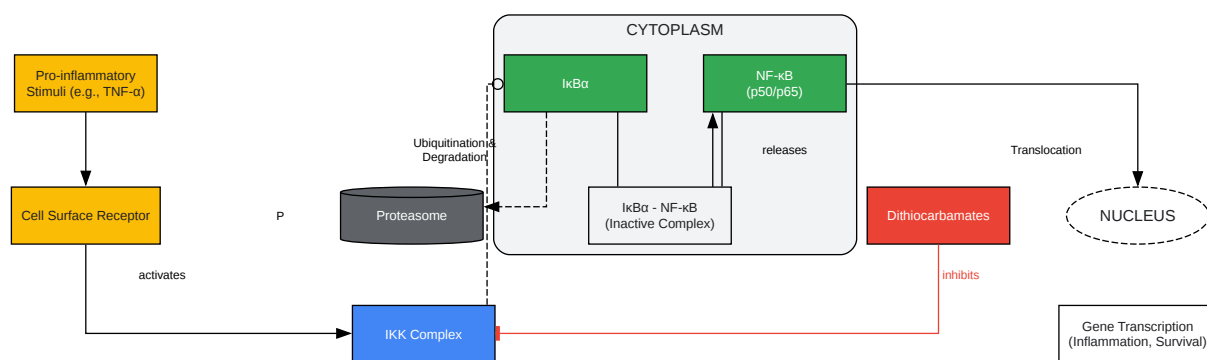 CYTOPLASM
Pro-inflammatory
Stimuli (e.g., TNF-α)
IκBα
NF-κB
(p50/p65)
Ubiquitination &
Degradation
releases
Translocation
Cell Surface Receptor
P
Proteasome
IκBα - NF-κB
(Inactive Complex)
Dithiocarbamates
NUCLEUS
activates
inhibits
IKK Complex
Gene Transcription
(Inflammation, Survival)